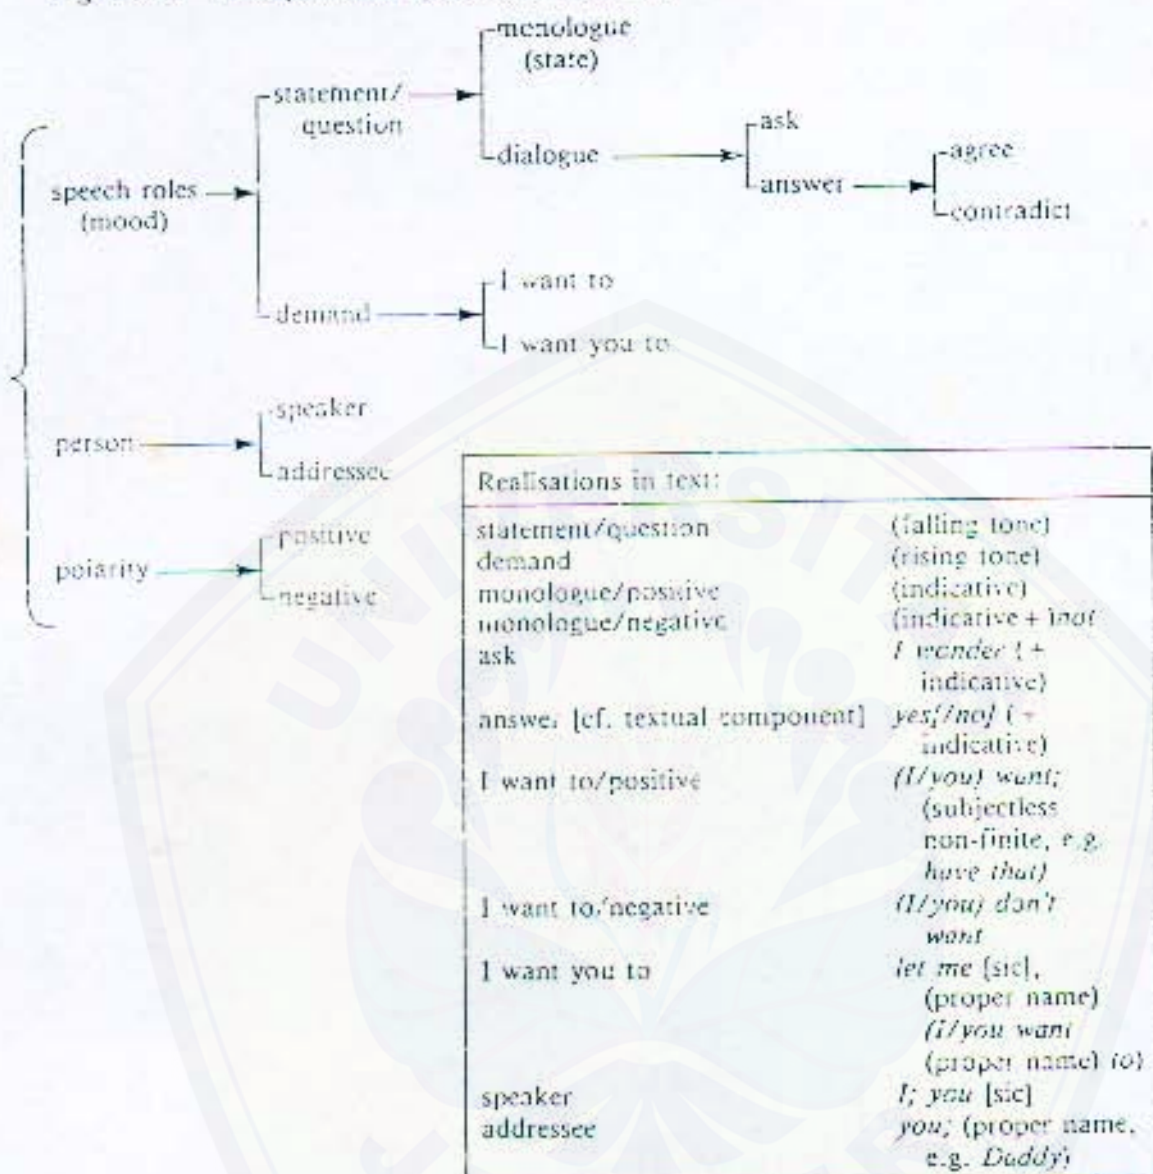 monologue
(state)
statement/
question
ask
dialogue
agree
answer
speech roles
(mood)
contradict
I want to
demand
I want you to
speaker
person
addressee
Realisations in text:
positive
polarity
negative
statement/question (falling tone)
demand (rising tone)
monologue/positive (indicative)
monologue/negative (indicative + )not
ask I wonder (+
indicative)
answer [cf. textual component] yes[/no] (+
indicative)
I want to/positive (I/you) want;
(subjectless
non-finite, e.g.
have that)
I want to/negative (I/you) don't
want
I want you to let me [sic],
(proper name)
(I/you want
(proper name) to)
speaker I; you [sic]
addressee you; (proper name,
e.g. Daddy)
UNIVERSIT